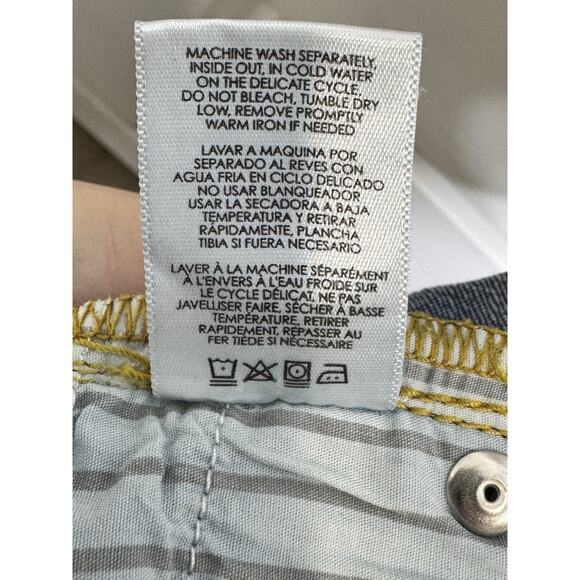 MACHINE WASH SEPARATELY,
INSIDE OUT, IN COLD WATER
ON THE DELICATE CYCLE.
DO NOT BLEACH, TUMBLE DRY
LOW, REMOVE PROMPTLY
WARM IRON IF NEEDED
LAVAR A MAQUINA POR
SEPARADO AL REVES CON
AGUA FRIA EN CICLO DELICADO
NO USAR BLANQUEADOR
USAR LA SECADORA A BAJA
TEMPERATURA Y RETIRAR
RÁPIDAMENTE, PLANCHA
TIBIA SI FUERA NECESARIO
LAVER À LA MACHINE SÉPARÉMENT
À L'ENVERS À L'EAU FROIDE SUR
LE CYCLE DÉLICAT, NE PAS
JAVELLISER FAIRE, SÉCHER À BASSE
TEMPÉRATURE, RETIRER
RAPIDEMENT, REPASSER AU
FER TIÈDE SI NÉCESSAIRE